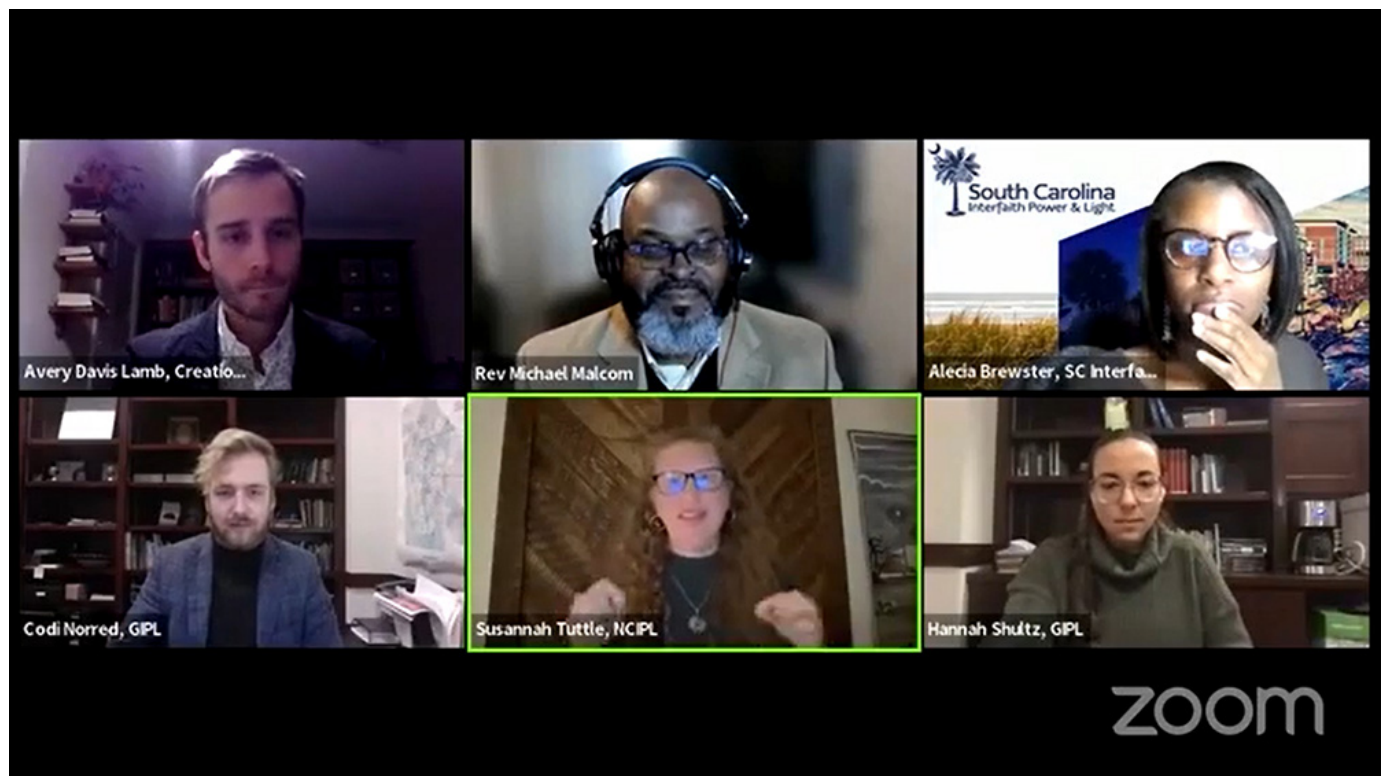 South Carolina
Interfaith Power & Light
Avery Davis Lamb, Creatio...
Rev Michael Malcom
Alecia Brewster, SC Interfa...
Codi Norred, GIPL
Susannah Tuttle, NCIPL
Hannah Shultz, GIPL
zoom